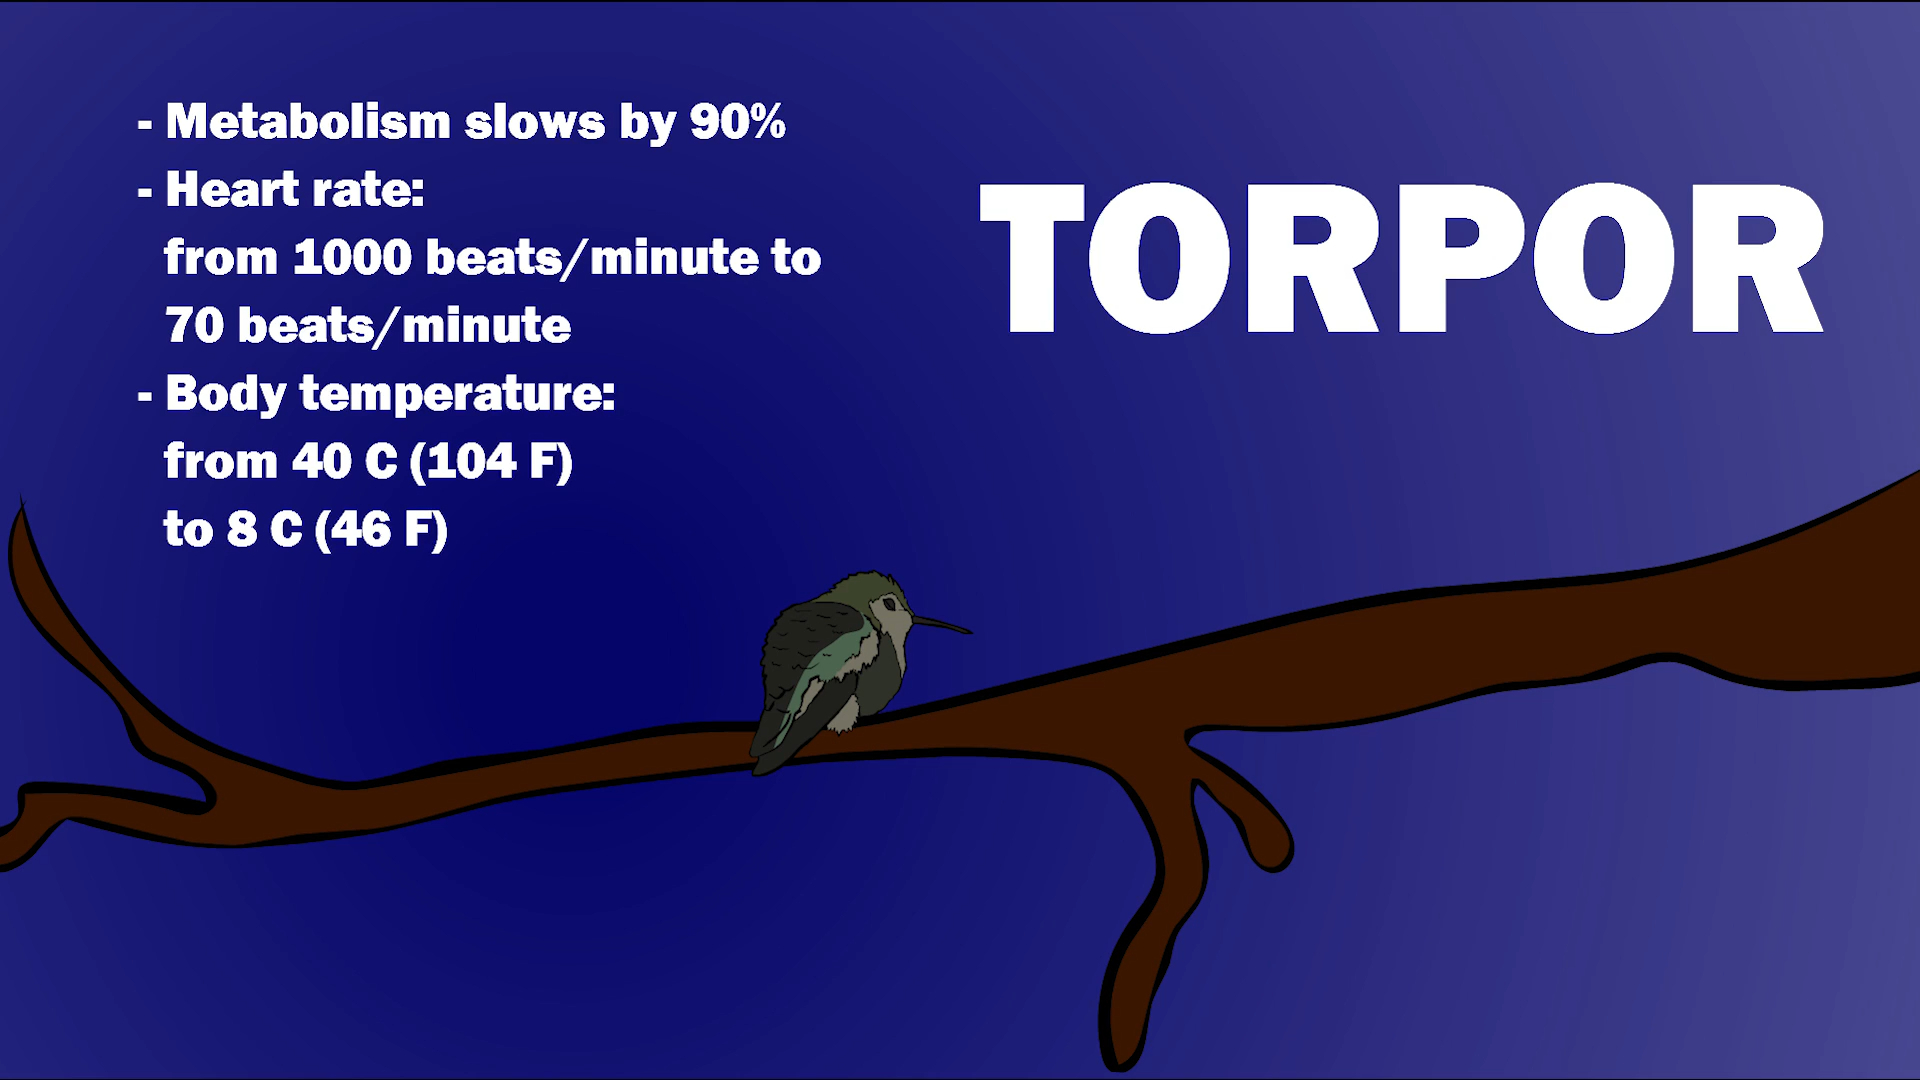 - Metabolism slows by 90%
- Heart rate:
from 1000 beats/minute to
70 beats/minute
- Body temperature:
from 40 C (104 F)
to 8 C (46 F)
TORPOR